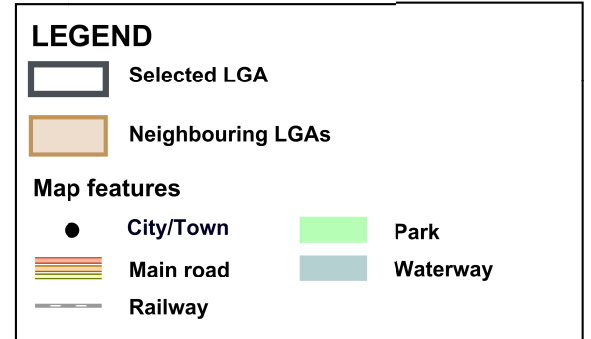 LEGEND
Selected LGA
Neighbouring LGAs
Map features
City/Town
Park
Main road
Waterway
Railway